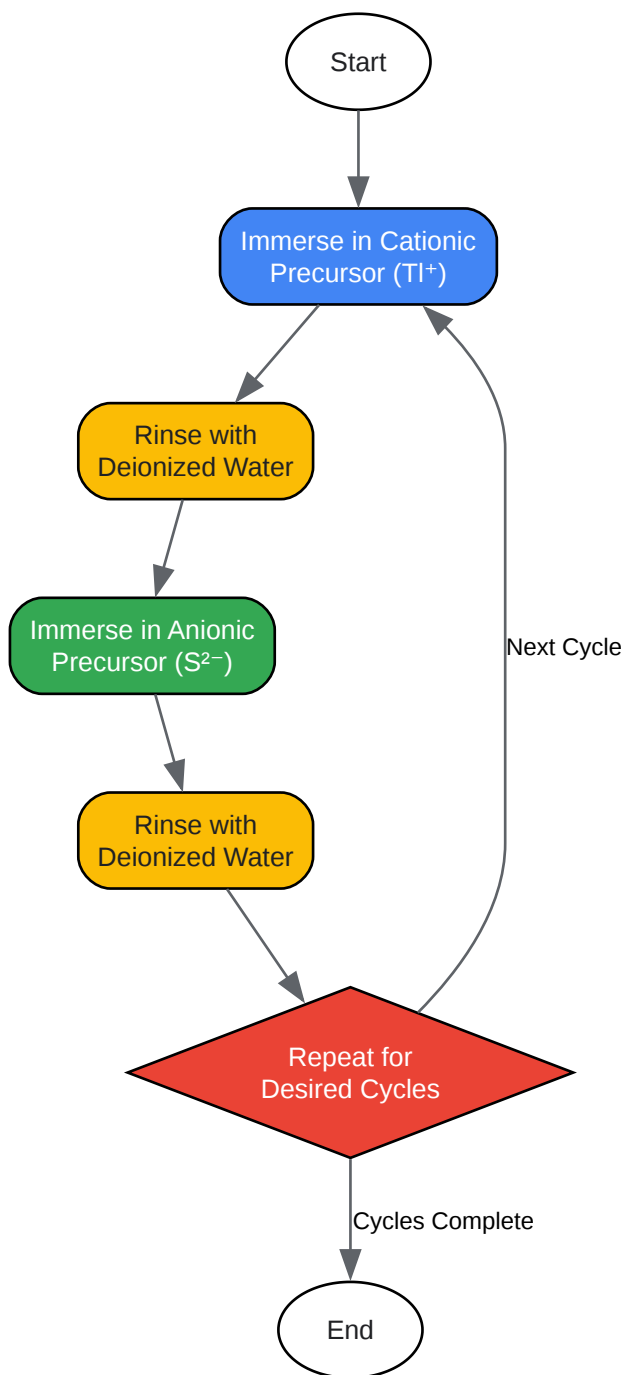 Start
Immerse in Cationic
Precursor (Tl⁺)
Rinse with
Deionized Water
Immerse in Anionic
Precursor (S²⁻)
Next Cycle
Rinse with
Deionized Water
Repeat for
Desired Cycles
Cycles Complete
End